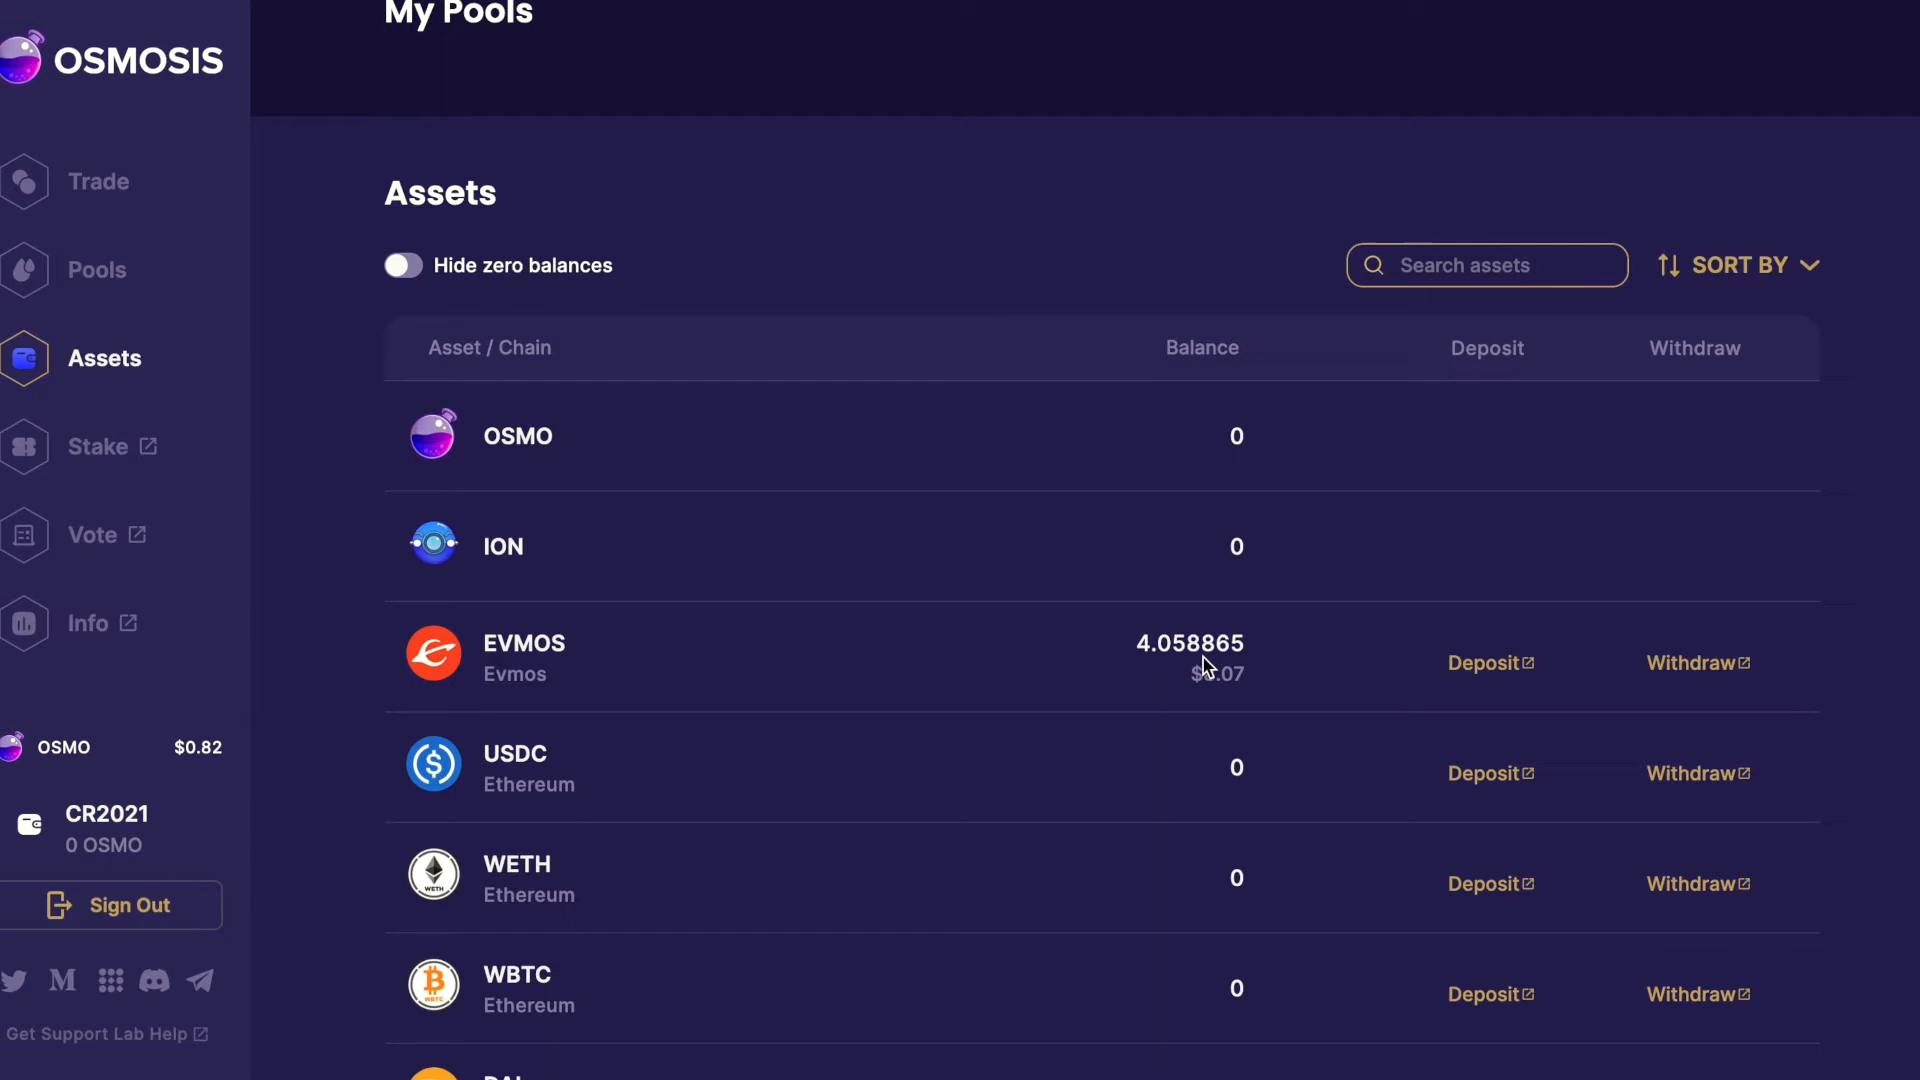 My Pools
OSMOSIS
Trade
Pools
Assets
Stake
Vote
Info
OSMO $0.82
CR2021
0 OSMO
Sign Out
Get Support Lab Help
Assets
Hide zero balances
Search assets
SORT BY
Asset / Chain Balance Deposit Withdraw
OSMO 0
ION 0
EVMOS 4.058865
Evmos
Deposit Withdraw
USDC
Ethereum
0 Deposit Withdraw
WETH
Ethereum
0 Deposit Withdraw
WETH
WBTC
Ethereum
0 Deposit Withdraw
WBTC